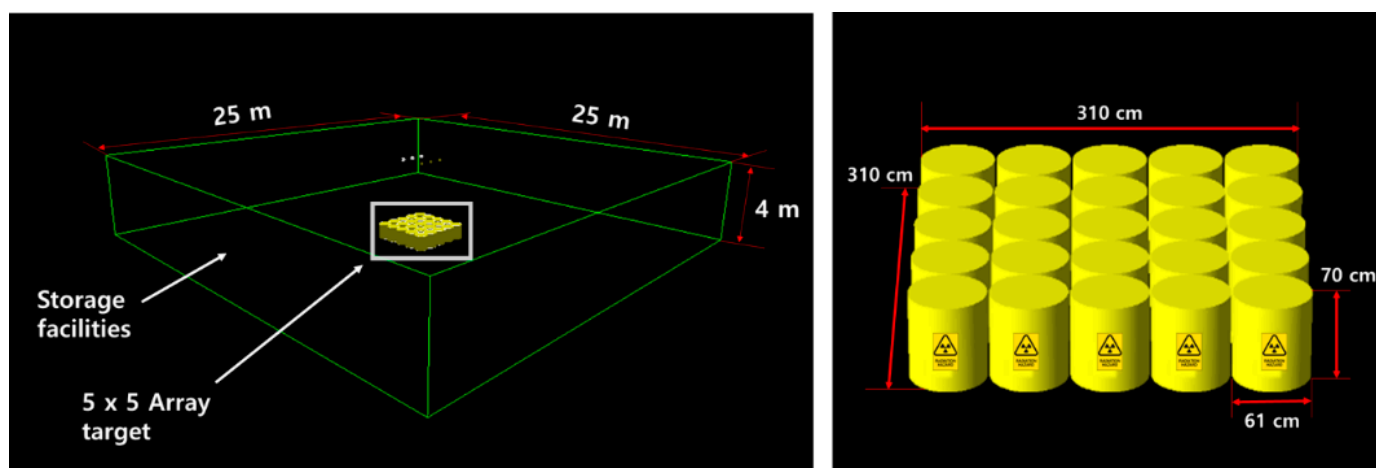 25 m
25 m
4 m
Storage
facilities
5 x 5 Array
target
310 cm
310 cm
70 cm
61 cm